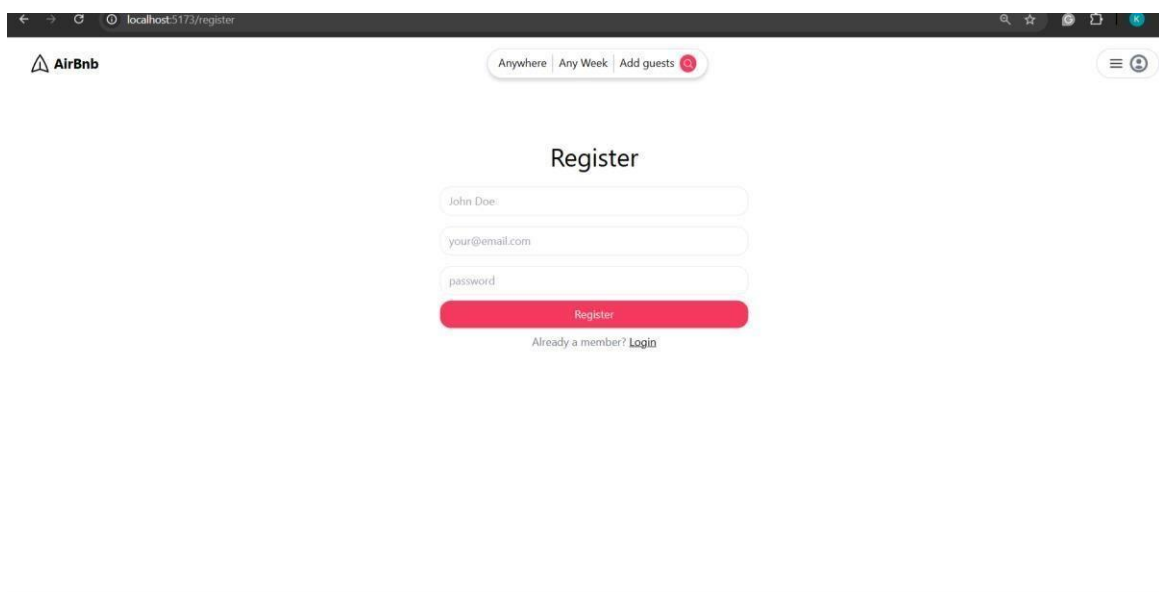 localhost:5173/register
K
AirBnb
Anywhere Any Week Add guests
Register
John Doe
your@email.com
password
Register
Already a member? Login